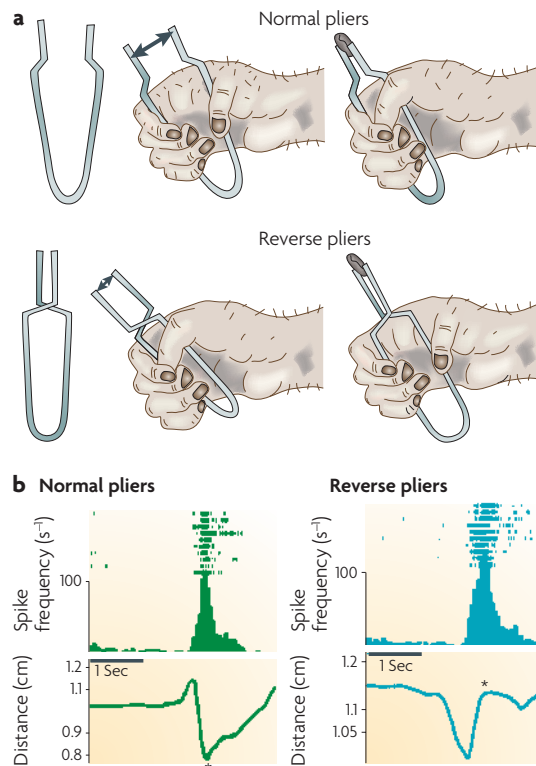 a
Normal pliers
Reverse pliers
b Normal pliers
Reverse pliers
Spike
frequency (s⁻¹)
100
1 Sec
Distance (cm)
1.2
1.1
0.9
0.8
*
Spike
frequency (s⁻¹)
100
1 Sec
Distance (cm)
1.2
1.1
1.05
*